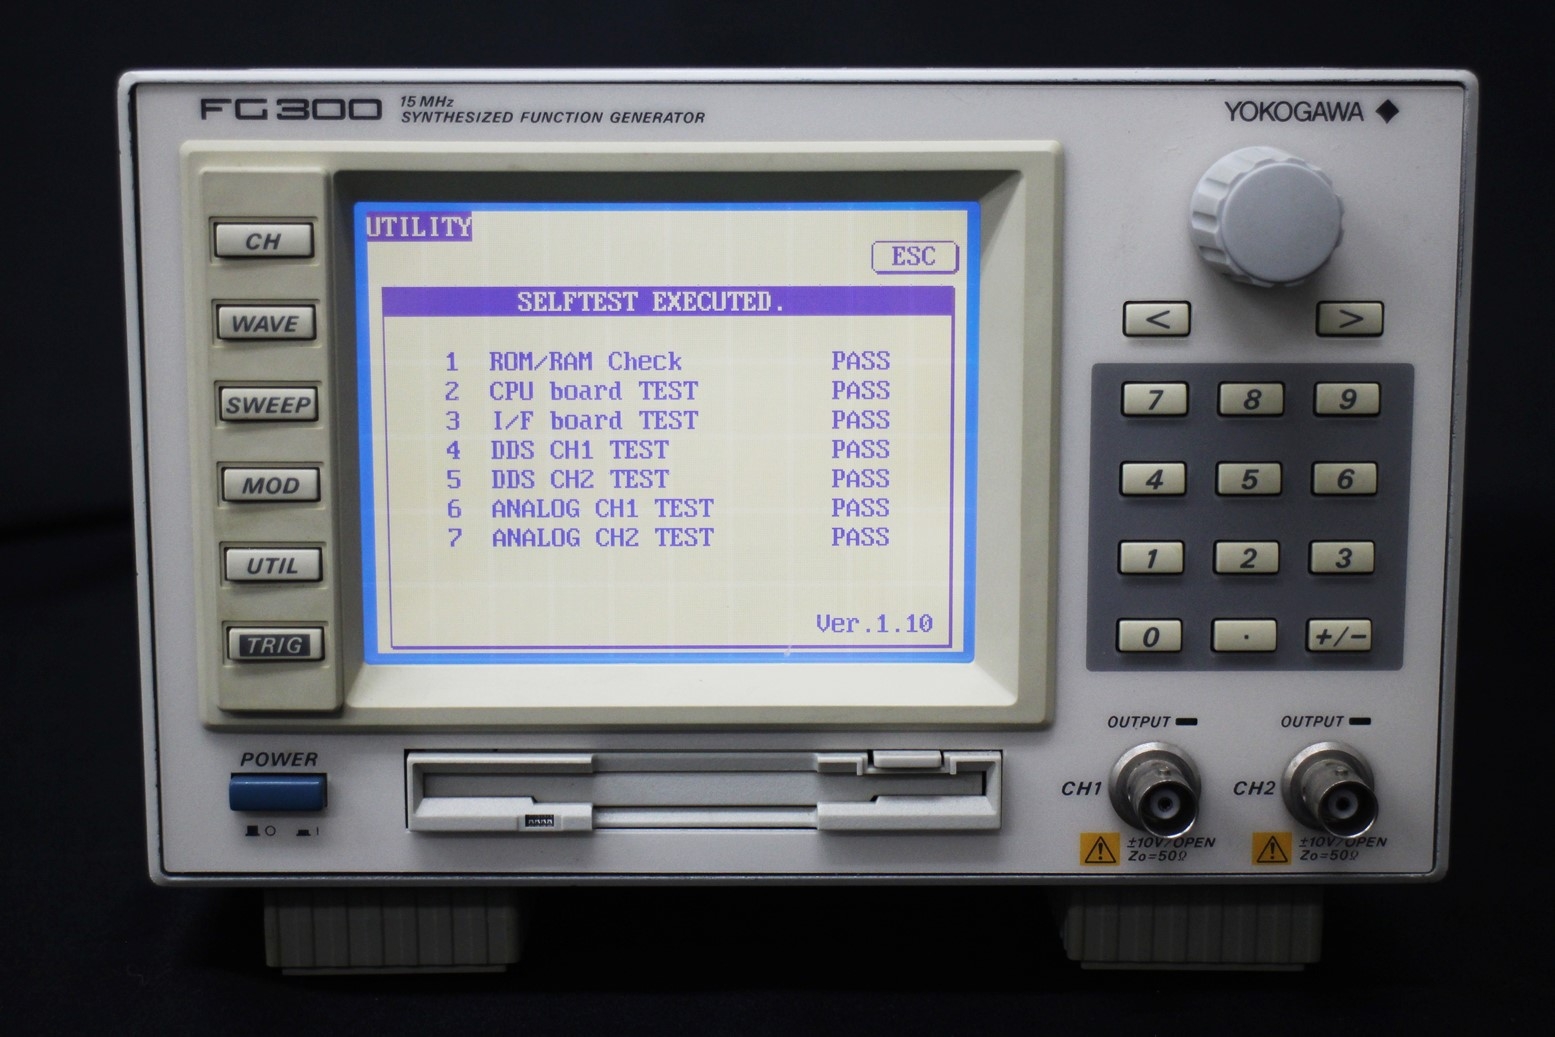 FG300 15 MHz
SYNTHESIZED FUNCTION GENERATOR
YOKOGAWA
CH
WAVE
SWEEP
MOD
UTIL
TRIG
UTILITY
ESC
SELFTEST EXECUTED.
1 ROM/RAM Check PASS
2 CPU board TEST PASS
3 I/F board TEST PASS
4 DDS CH1 TEST PASS
5 DDS CH2 TEST PASS
6 ANALOG CH1 TEST PASS
7 ANALOG CH2 TEST PASS
Ver.1.10
< >
7 8 9
4 5 6
1 2 3
0 . +/-
POWER
OUTPUT OUTPUT
CH1 CH2
±10V/OPEN ±10V/OPEN
Zo=50Ω Zo=50Ω